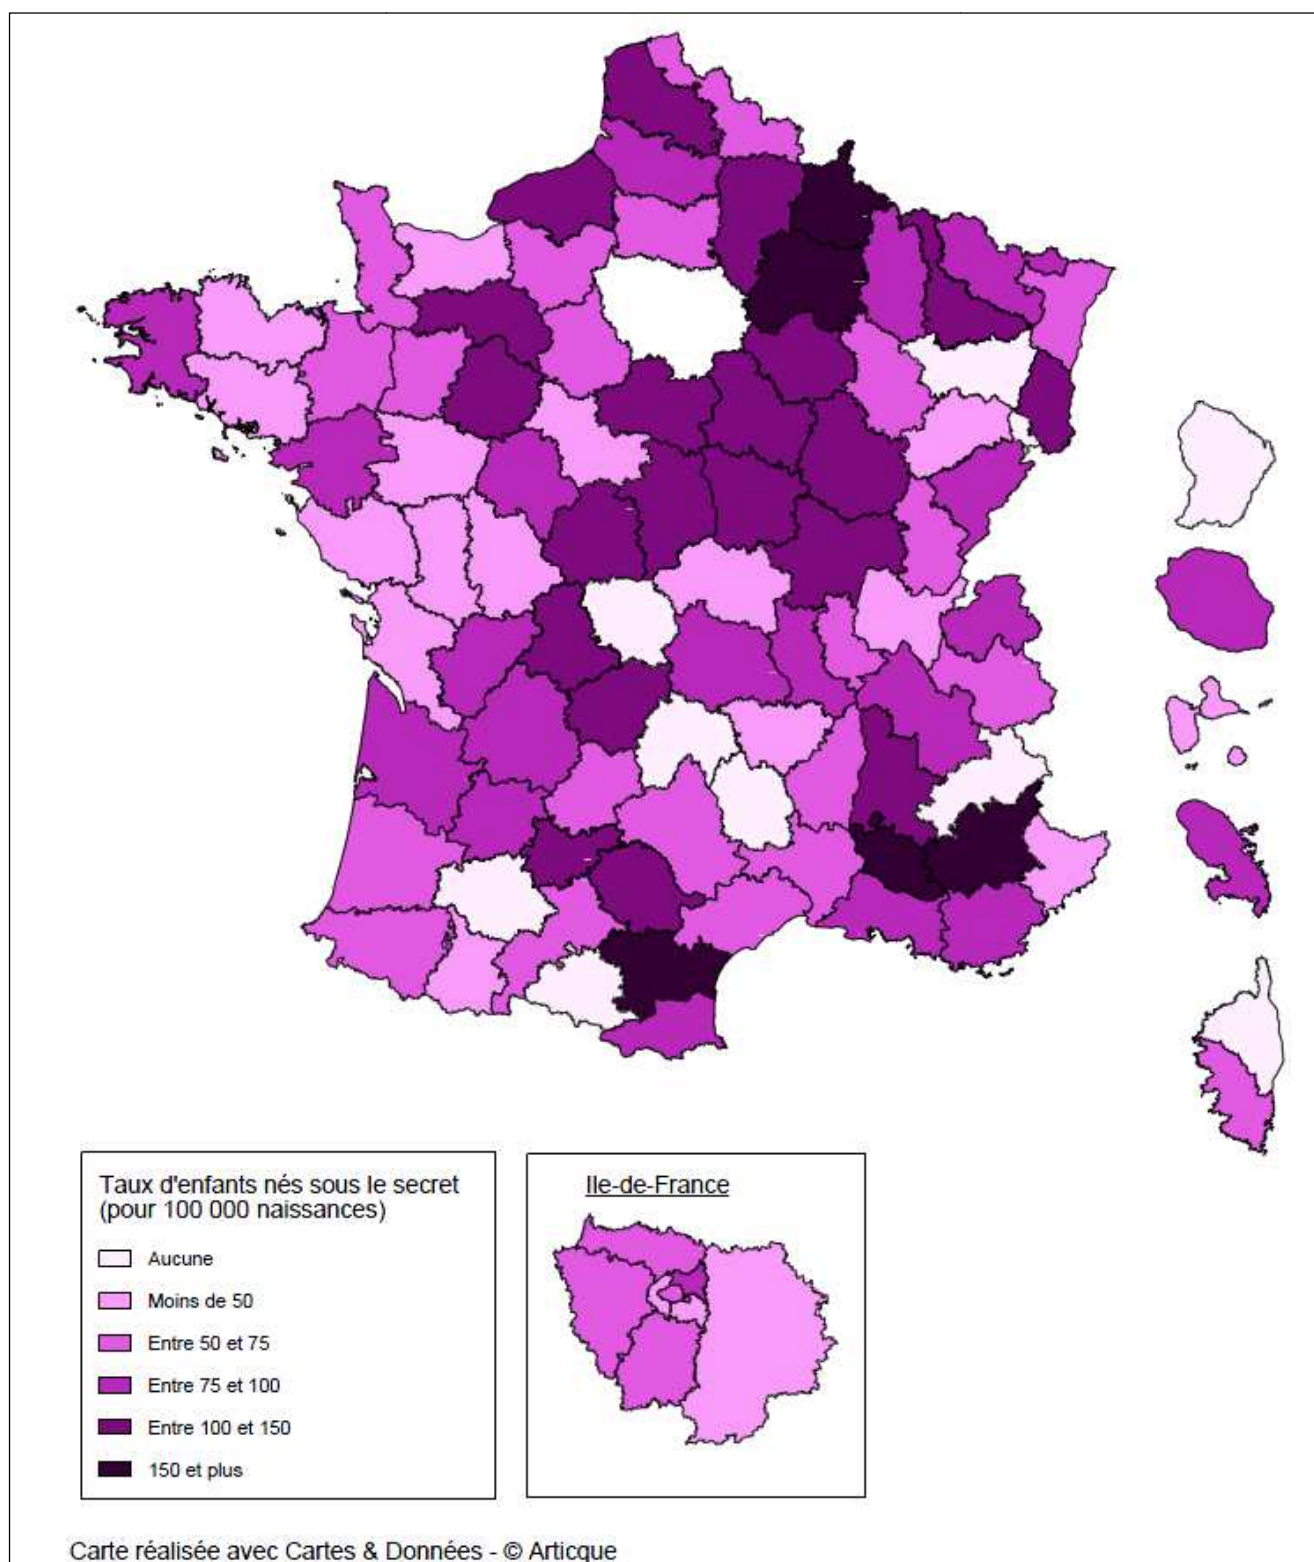 Taux d'enfants nés sous le secret
(pour 100 000 naissances)
Aucune
Moins de 50
Entre 50 et 75
Entre 75 et 100
Entre 100 et 150
150 et plus
Ile-de-France
Carte réalisée avec Cartes & Données - © Articque